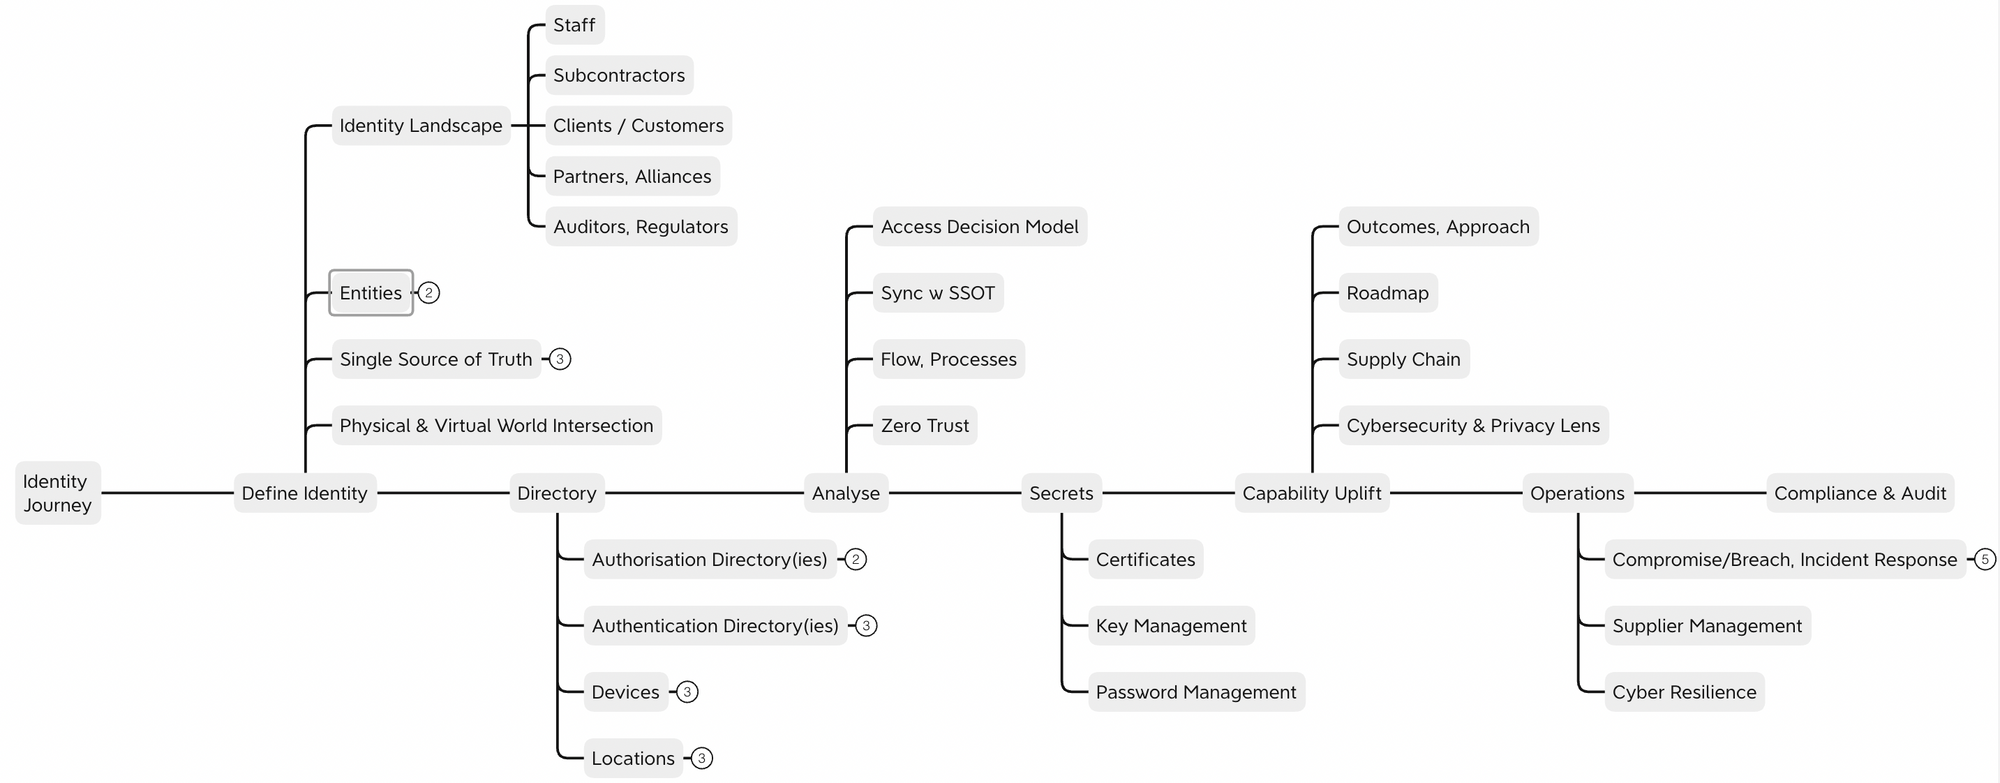 Staff
Subcontractors
Identity Landscape
Clients / Customers
Partners, Alliances
Auditors, Regulators
Entities 2
Single Source of Truth 3
Physical & Virtual World Intersection
Access Decision Model
Sync w SSOT
Flow, Processes
Zero Trust
Outcomes, Approach
Roadmap
Supply Chain
Cybersecurity & Privacy Lens
Identity
Journey
Define Identity
Directory
Analyse
Secrets
Capability Uplift
Operations
Compliance & Audit
Authorisation Directory(ies) 2
Authentication Directory(ies) 3
Devices 3
Locations 3
Certificates
Key Management
Password Management
Compromise/Breach, Incident Response 5
Supplier Management
Cyber Resilience